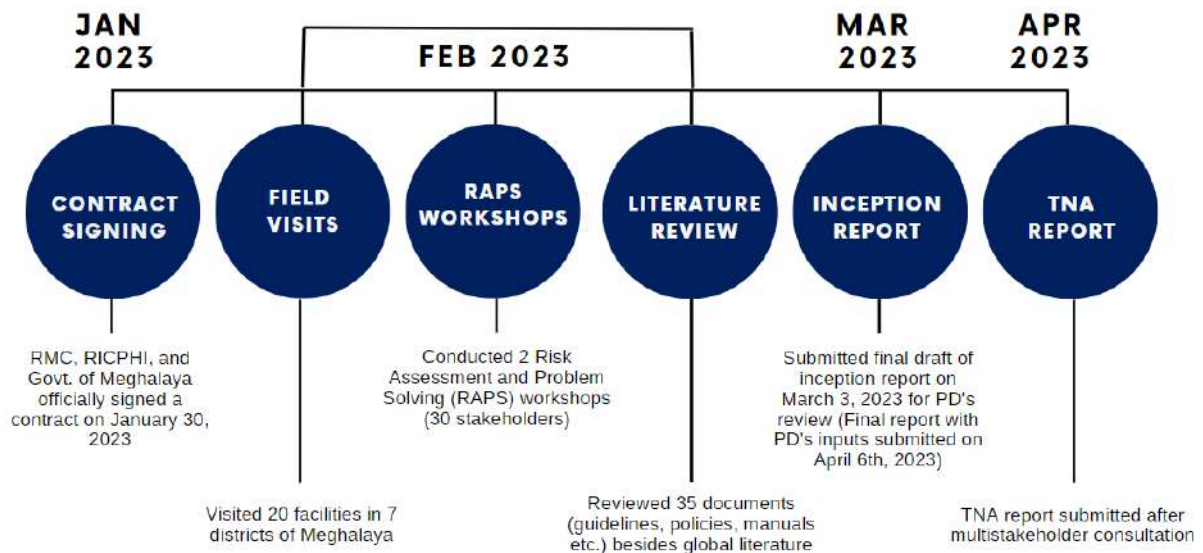 JAN
2023
FEB 2023
MAR
2023
APR
2023
CONTRACT
SIGNING
FIELD
VISITS
RAPS
WORKSHOPS
LITERATURE
REVIEW
INCEPTION
REPORT
TNA
REPORT
RMC, RICPHI, and
Govt. of Meghalaya
officially signed a
contract on January 30,
2023
Visited 20 facilities in 7
districts of Meghalaya
Conducted 2 Risk
Assessment and Problem
Solving (RAPS) workshops
(30 stakeholders)
Reviewed 35 documents
(guidelines, policies, manuals
etc.) besides global literature
Submitted final draft of
inception report on
March 3, 2023 for PD's
review (Final report with
PD's inputs submitted on
April 6th, 2023)
TNA report submitted after
multistakeholder consultation